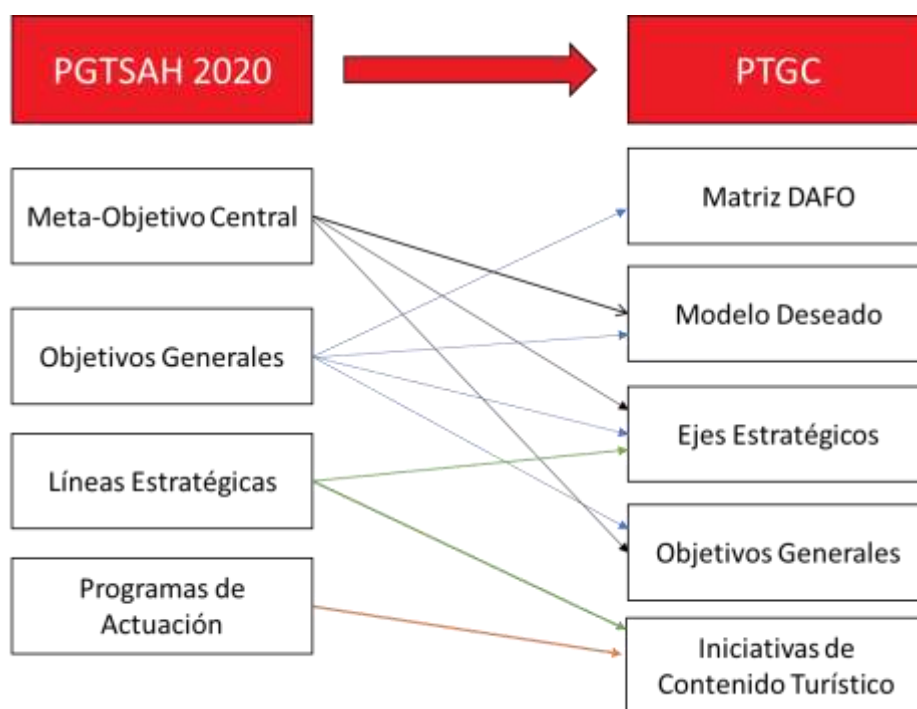 PGTSAH 2020
PTGC
Meta-Objetivo Central
Objetivos Generales
Líneas Estratégicas
Programas de
Actuación
Matriz DAFO
Modelo Deseado
Ejes Estratégicos
Objetivos Generales
Iniciativas de
Contenido Turístico